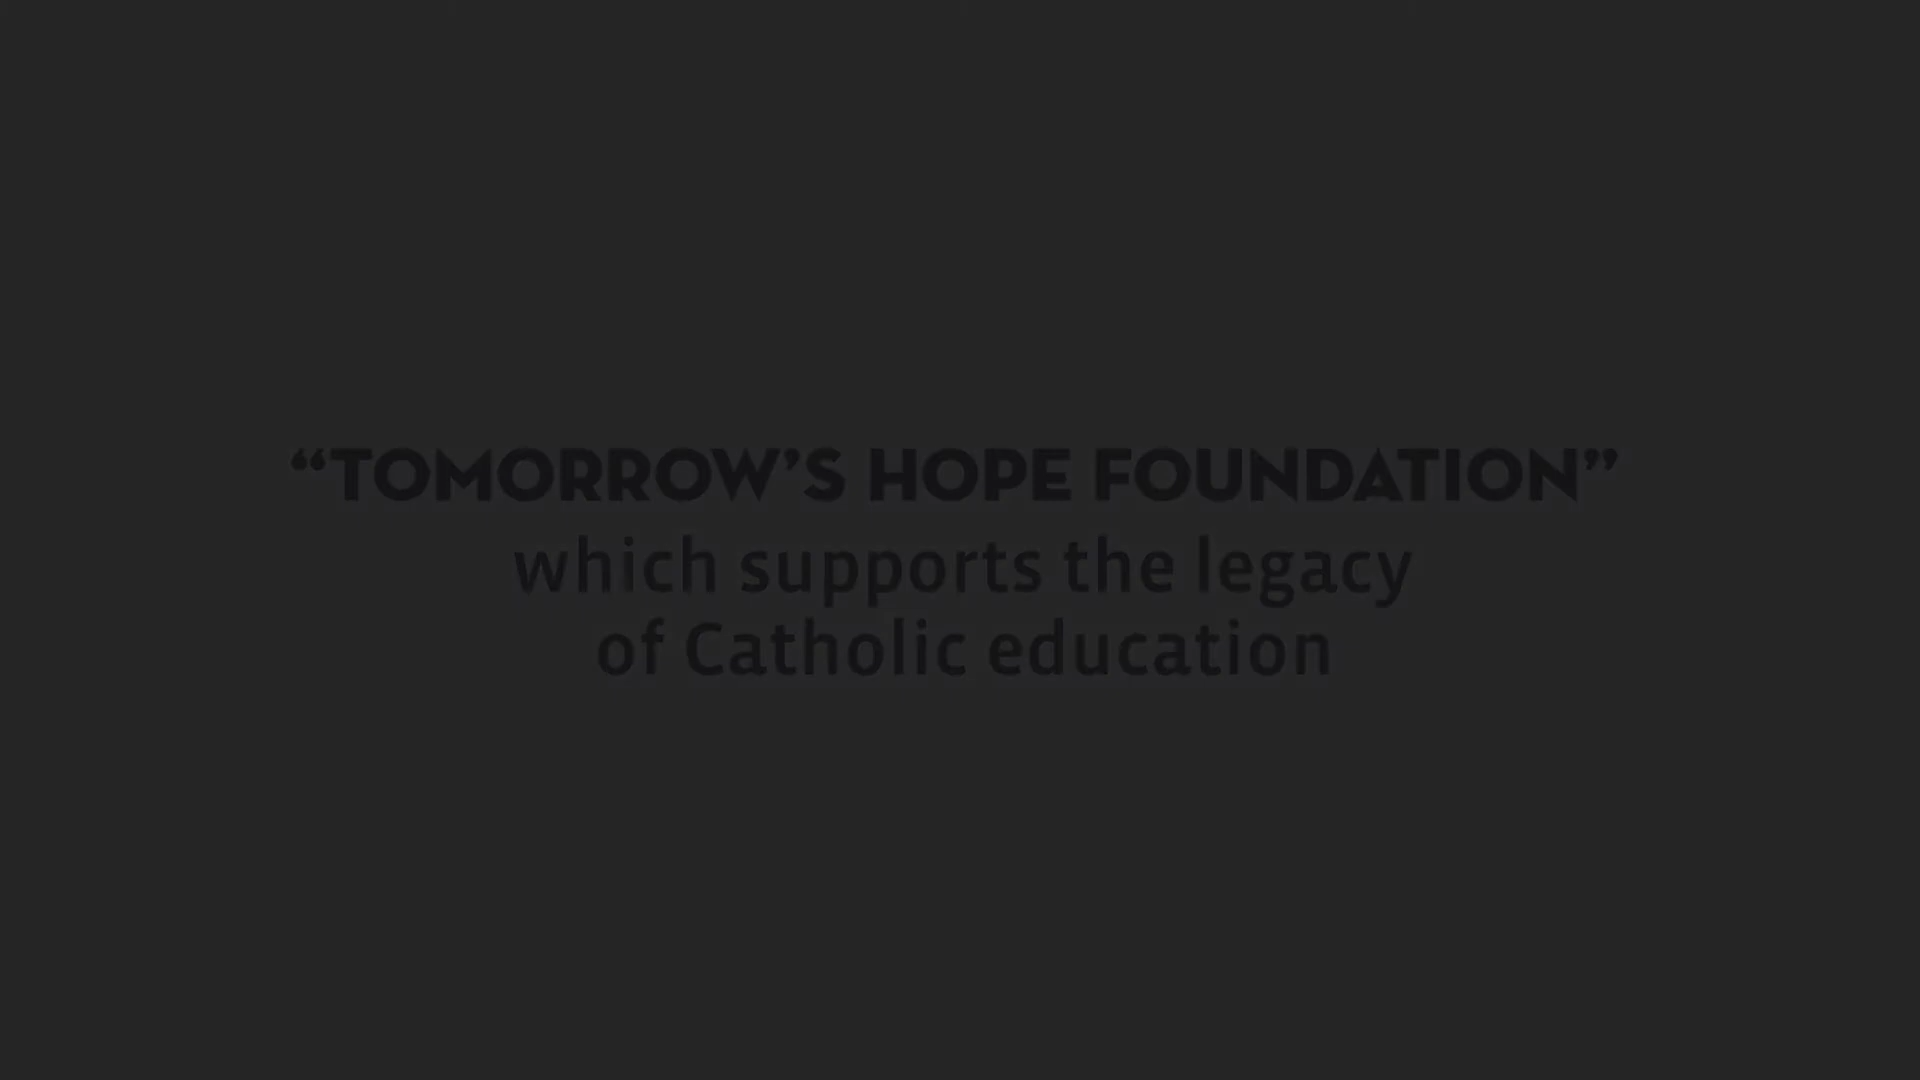 “TOMORROW’S HOPE FOUNDATION”
which supports the legacy
of Catholic education